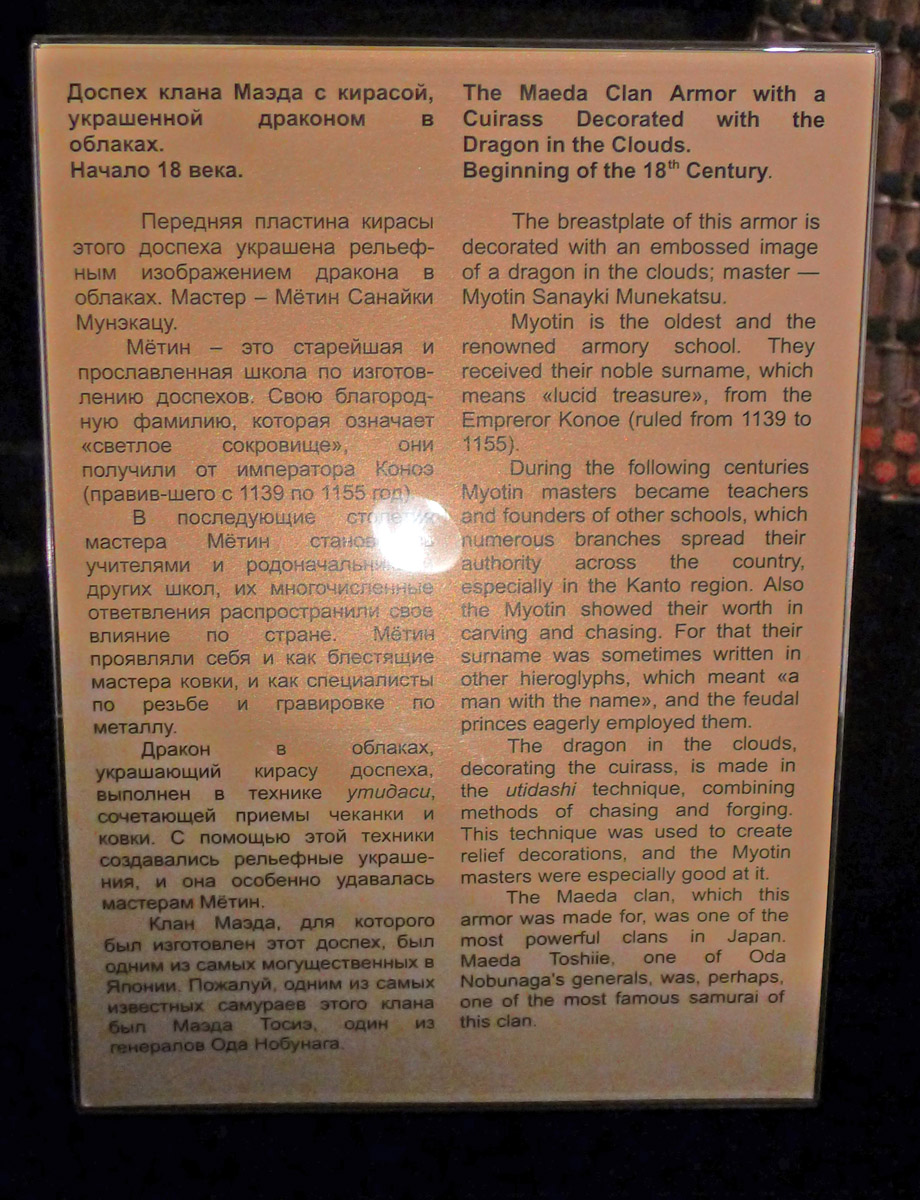 Доспех клана Маэда с кирасой,
украшенной драконом в
облаках.
Начало 18 века.
Передняя пластина кирасы
этого доспеха украшена рельеф-
ным изображением дракона в
облаках. Мастер – Мётин Санайки
Мунэкацу.
Мётин – это старейшая и
прославленная школа по изготов-
лению доспехов. Свою благород-
ную фамилию, которая означает
«светлое сокровище», они
получили от императора Коноэ
(правив-шего с 1139 по 1155 год).
В последующие
мастера Мётин
учителями и
других школ, их многочисленные
ответвления распространили свое
влияние по стране. Мётин
проявляли себя и как блестящие
мастера ковки, и как специалисты
по резьбе и гравировке по
металлу.
Дракон в облаках,
украшающий кирасу доспеха,
выполнен в технике утидаси,
сочетающей приемы чеканки и
ковки. С помощью этой техники
создавались рельефные украше-
ния, и она особенно удавалась
мастерам Мётин.
Клан Маэда, для которого
был изготовлен этот доспех, был
одним из самых могущественных в
Японии. Пожалуй, одним из самых
известных самураев этого клана
был Маэда Тосиэ, один из
генералов Ода Нобунага.
The Maeda Clan Armor with a
Cuirass Decorated with the
Dragon in the Clouds.
Beginning of the 18th Century.
The breastplate of this armor is
decorated with an embossed image
of a dragon in the clouds; master —
Myotin Sanayki Munekatsu.
Myotin is the oldest and the
renowned armory school. They
received their noble surname, which
means «lucid treasure», from the
Empreror Konoe (ruled from 1139 to
1155).
During the following centuries
Myotin masters became teachers
and founders of other schools, which
numerous branches spread their
authority across the country,
especially in the Kanto region. Also
the Myotin showed their worth in
carving and chasing. For that their
surname was sometimes written in
other hieroglyphs, which meant «a
man with the name», and the feudal
princes eagerly employed them.
The dragon in the clouds,
decorating the cuirass, is made in
the utidashi technique, combining
methods of chasing and forging.
This technique was used to create
relief decorations, and the Myotin
masters were especially good at it.
The Maeda clan, which this
armor was made for, was one of the
most powerful clans in Japan.
Maeda Toshiie, one of Oda
Nobunaga's generals, was, perhaps,
one of the most famous samurai of
this clan.